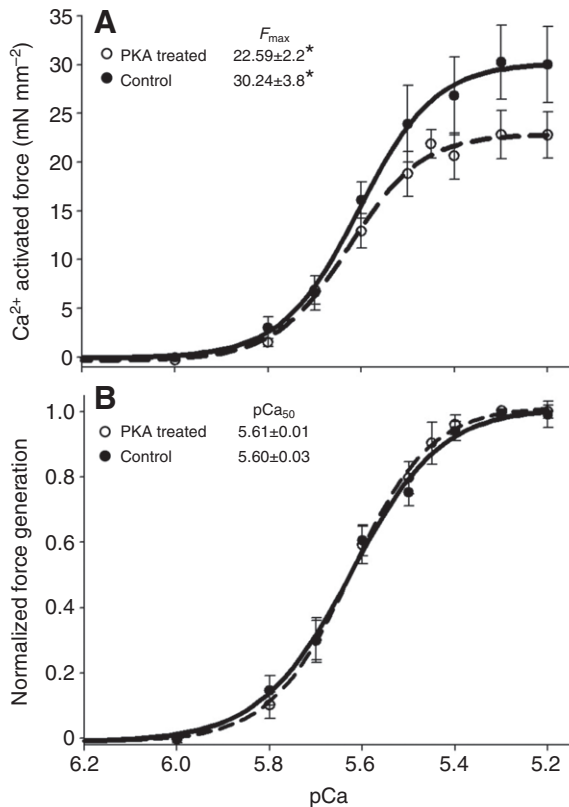 A
F_max
PKA treated 22.59±2.2*
Control 30.24±3.8*
Ca²⁺ activated force (mN mm⁻²)
40
35
30
25
20
15
10
5
0
B
pCa₅₀
PKA treated 5.61±0.01
Control 5.60±0.03
Normalized force generation
1.0
0.8
0.6
0.4
0.2
0
6.2 6.0 5.8 5.6 5.4 5.2
pCa